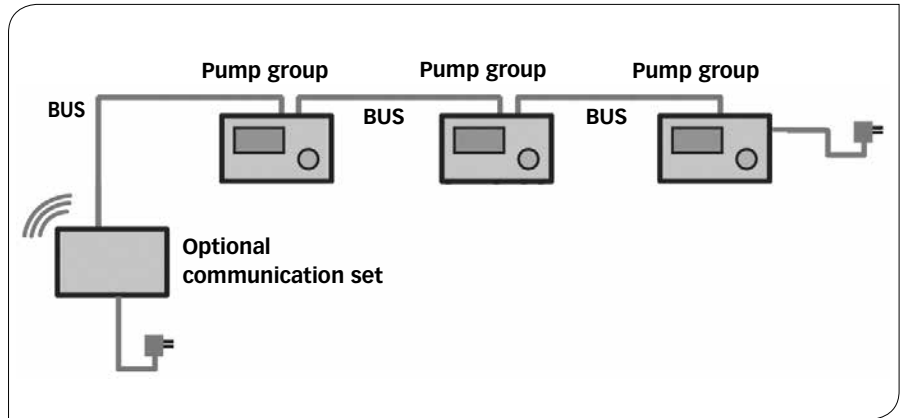 Pump group
Pump group
Pump group
BUS
BUS
BUS
Optional
communication set